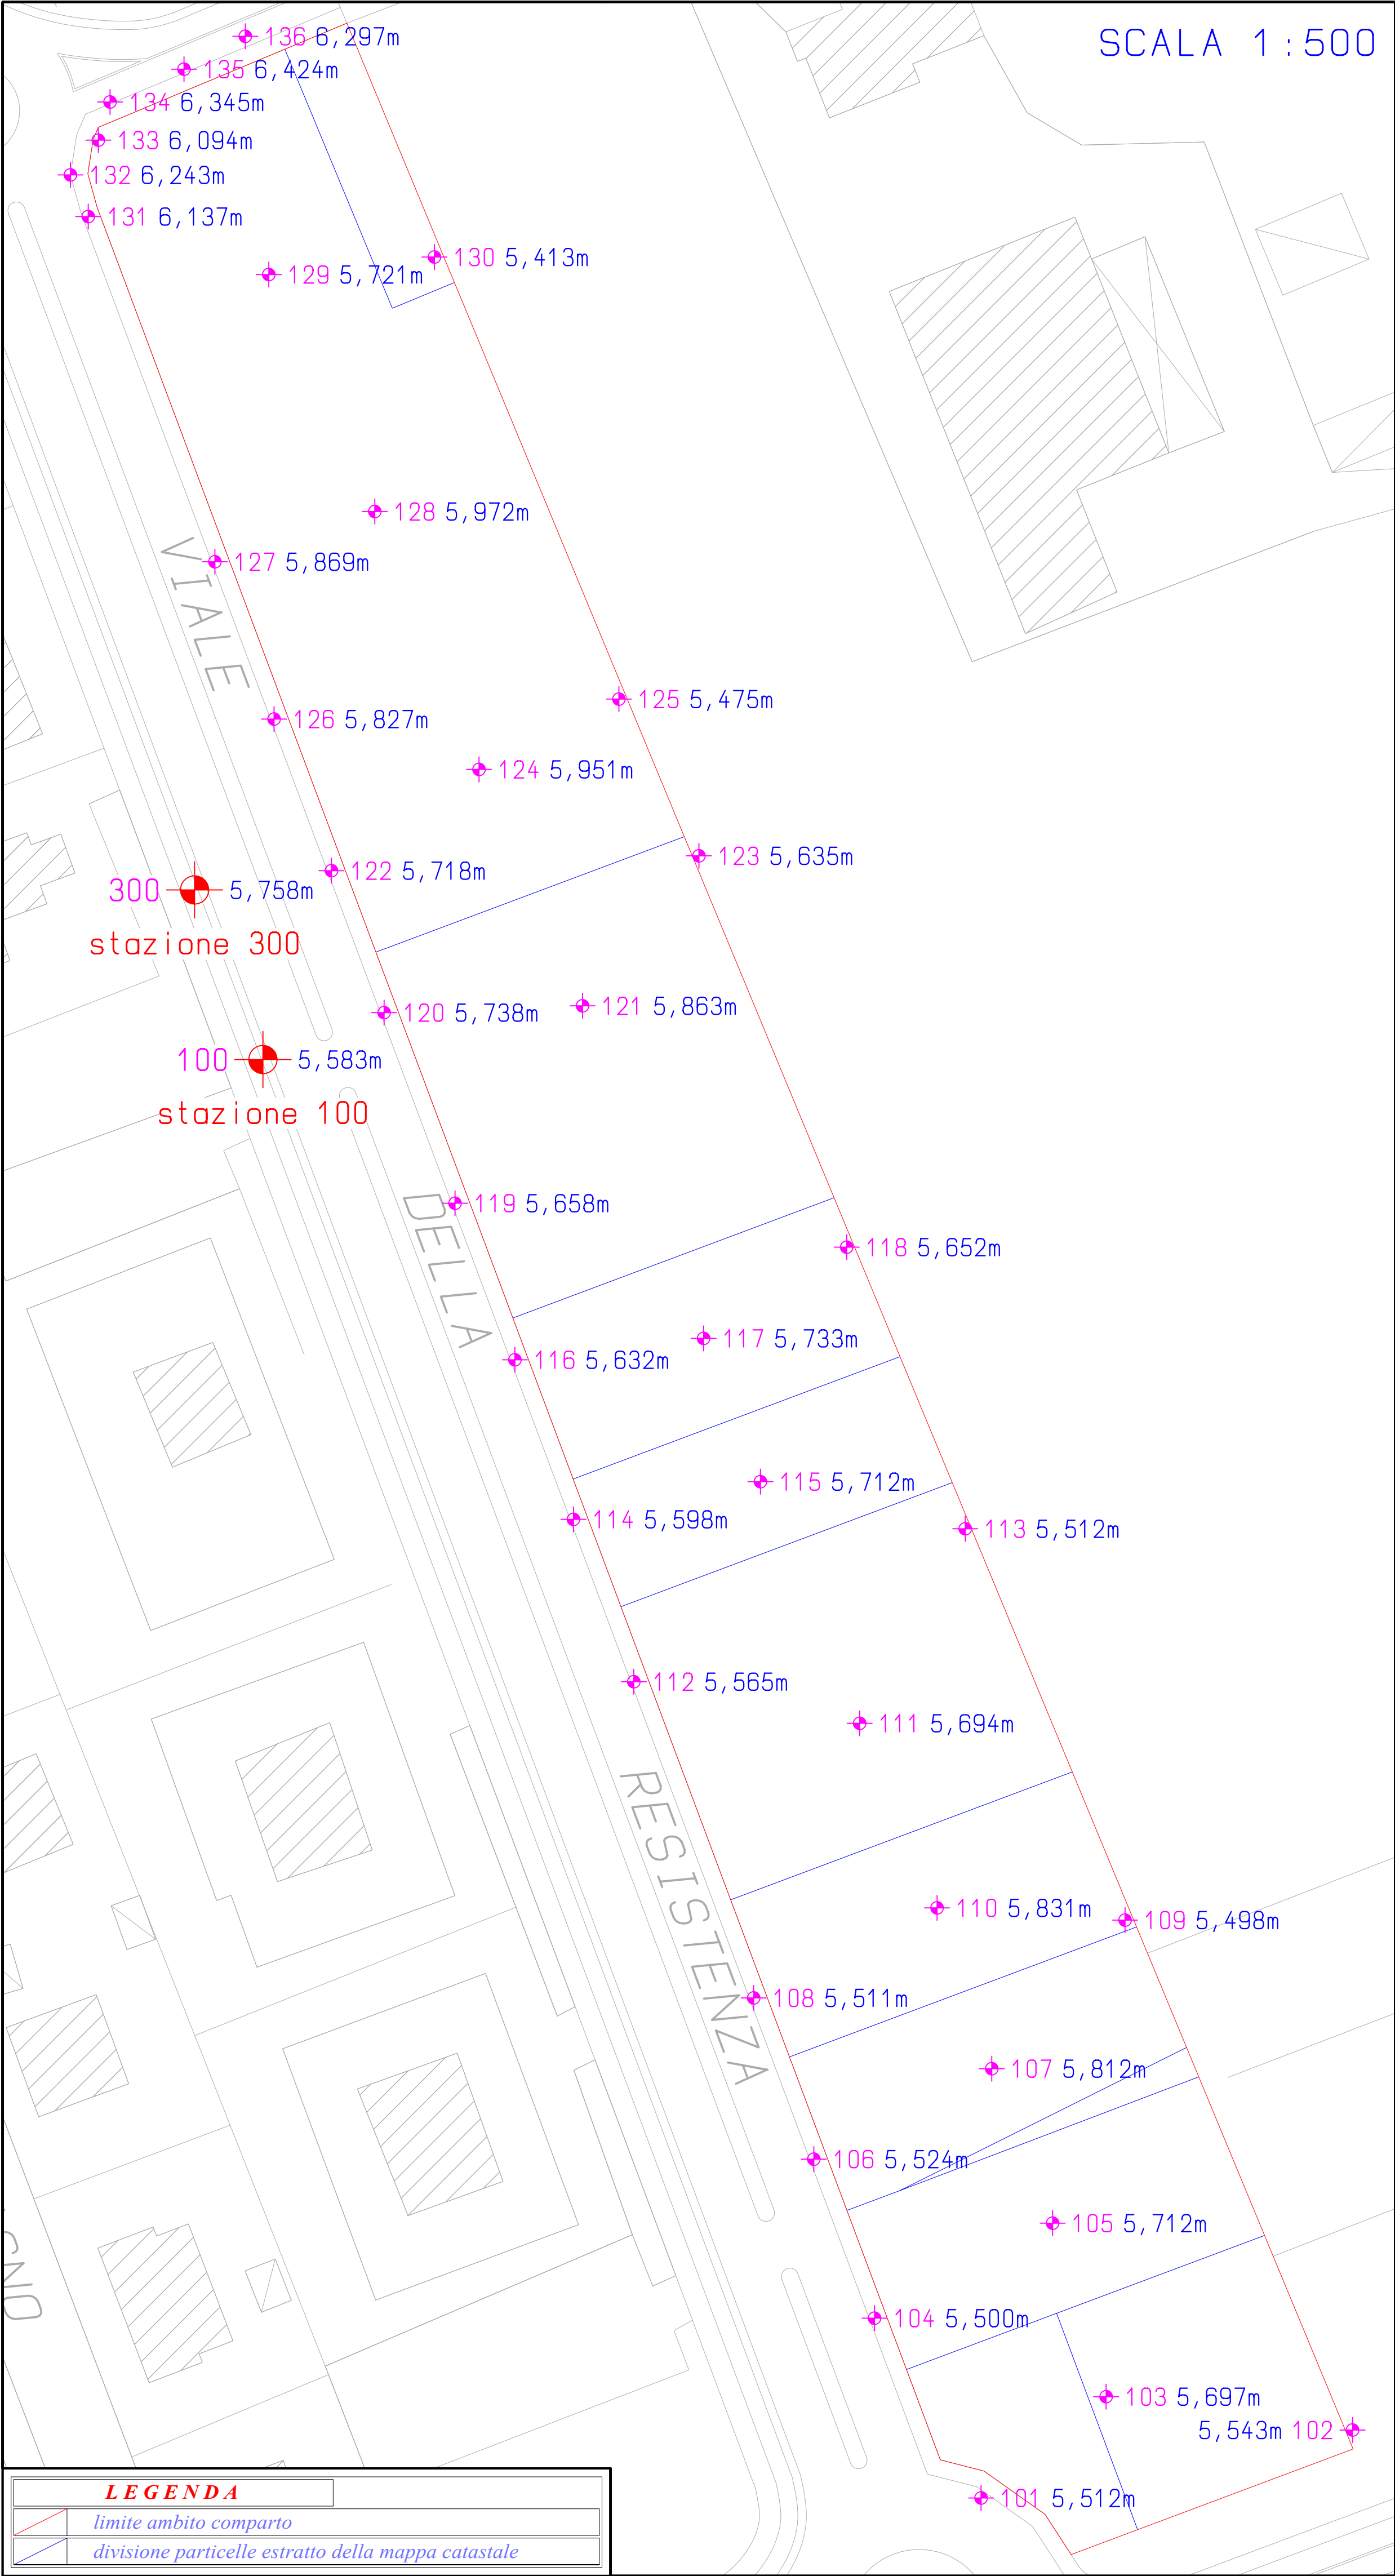 SCALA 1:500
136 6,297m
135 6,424m
134 6,345m
133 6,094m
132 6,243m
131 6,137m
130 5,413m
129 5,721m
128 5,972m
127 5,869m
VIALE
125 5,475m
126 5,827m
124 5,951m
123 5,635m
122 5,718m
300 5,758m
stazione 300
121 5,863m
120 5,738m
100 5,583m
stazione 100
119 5,658m
DELLA
118 5,652m
117 5,733m
116 5,632m
115 5,712m
114 5,598m
113 5,512m
112 5,565m
111 5,694m
RESISTENZA
110 5,831m
109 5,498m
108 5,511m
107 5,812m
106 5,524m
105 5,712m
104 5,500m
103 5,697m
5,543m 102
101 5,512m
LEGENDA
limite ambito comparto
divisione particelle estratto della mappa catastale